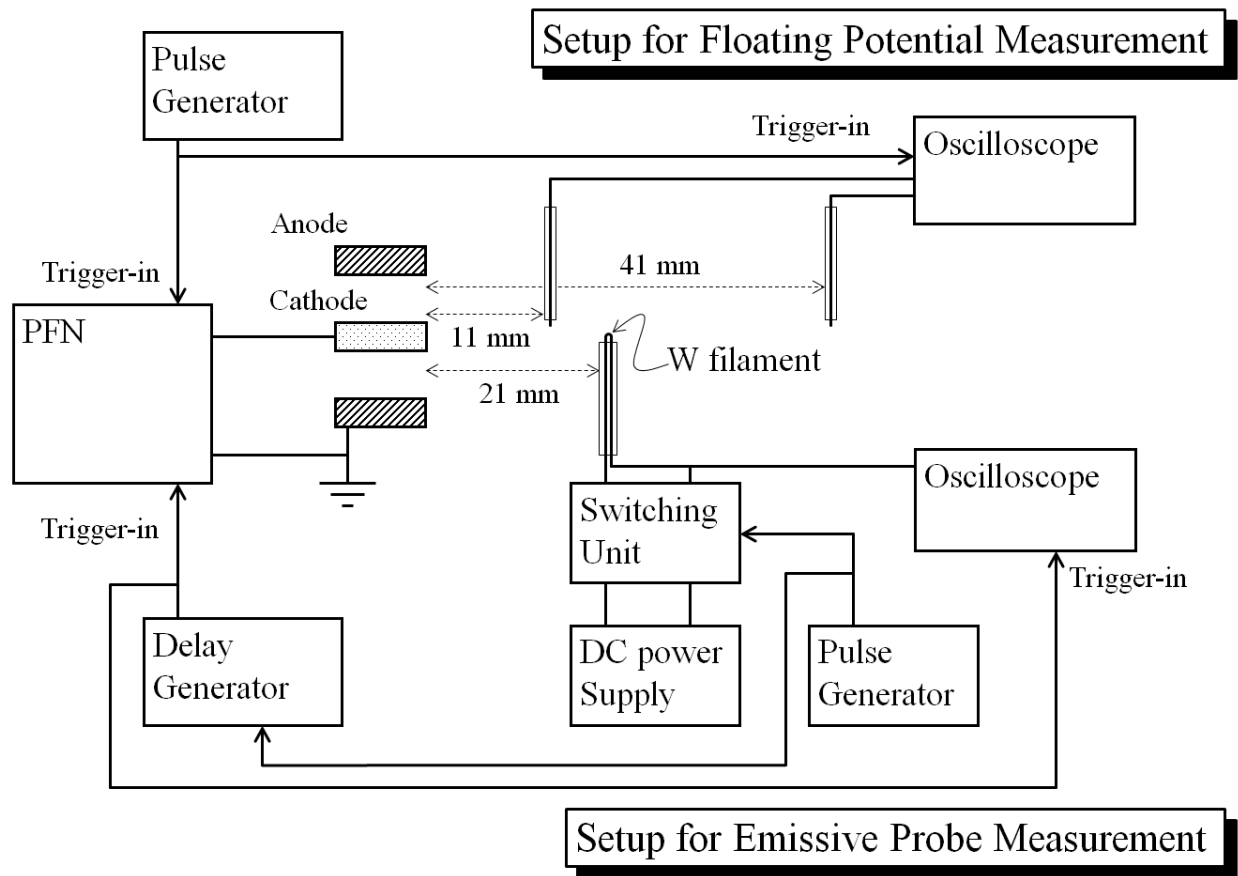 Setup for Floating Potential Measurement
Pulse
Generator
Trigger-in
Oscilloscope
Anode
Trigger-in
41 mm
Cathode
PFN
11 mm
W filament
21 mm
Oscilloscope
Trigger-in
Switching
Unit
Trigger-in
Delay
Generator
DC power
Supply
Pulse
Generator
Setup for Emissive Probe Measurement